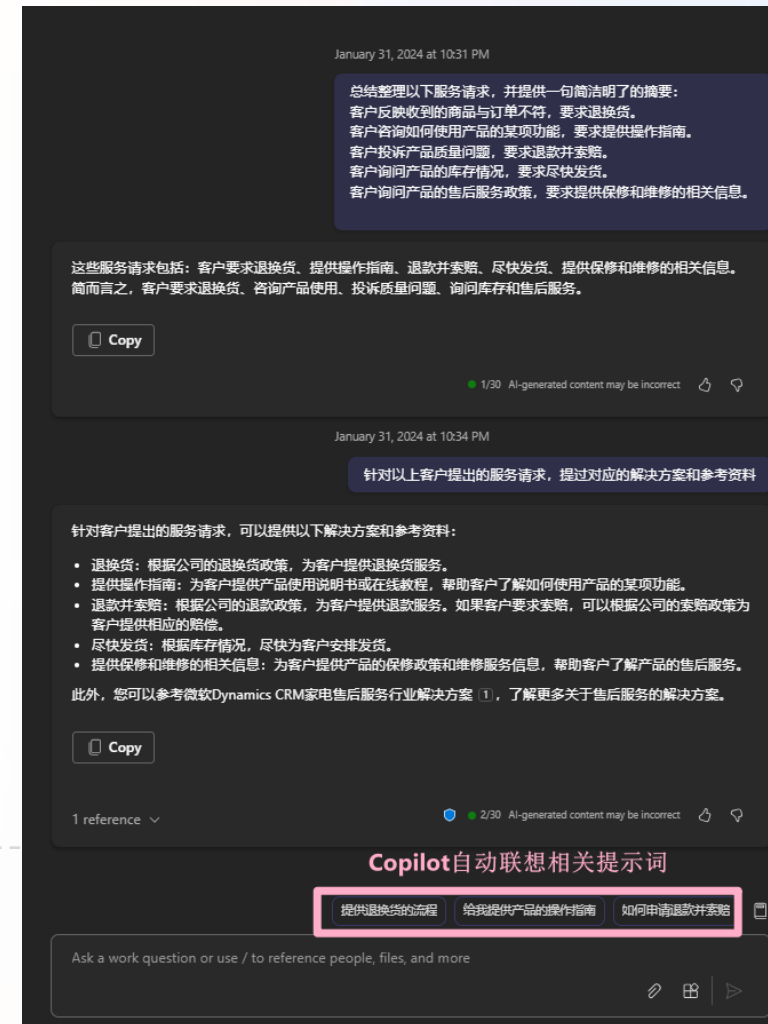 January 31, 2024 at 10:31 PM
总结整理以下服务请求，并提供一句简洁明了的摘要：
客户反映收到的商品与订单不符，要求退换货。
客户咨询如何使用产品的某项功能，要求提供操作指南。
客户投诉产品质量问题，要求退款并索赔。
客户询问产品的库存情况，要求尽快发货。
客户询问产品的售后服务政策，要求提供保修和维修的相关信息。
这些服务请求包括：客户要求退换货、提供操作指南、退款并索赔、尽快发货、提供保修和维修的相关信息。
简而言之，客户要求退换货、咨询产品使用、投诉质量问题、询问库存和售后服务。
Copy
1/30 AI-generated content may be incorrect
January 31, 2024 at 10:34 PM
针对以上客户提出的服务请求，提过对应的解决方案和参考资料
针对客户提出的服务请求，可以提供以下解决方案和参考资料：
• 退换货：根据公司的退换货政策，为客户提供退换货服务。
• 提供操作指南：为客户提供产品使用说明书或在线教程，帮助客户了解如何使用产品的某项功能。
• 退款并索赔：根据公司的退款政策，为客户提供退款服务。如果客户要求索赔，可以根据公司的索赔政策为
客户提供相应的赔偿。
• 尽快发货：根据库存情况，尽快为客户安排发货。
• 提供保修和维修的相关信息：为客户提供产品的保修政策和维修服务信息，帮助客户了解产品的售后服务。
此外，您可以参考微软Dynamics CRM家电售后服务行业解决方案 1 ，了解更多关于售后服务的解决方案。
Copy
1 reference
2/30 AI-generated content may be incorrect
Copilot自动联想相关提示词
提供退换货的流程 给我提供产品的操作指南 如何申请退款并索赔
Ask a work question or use / to reference people, files, and more